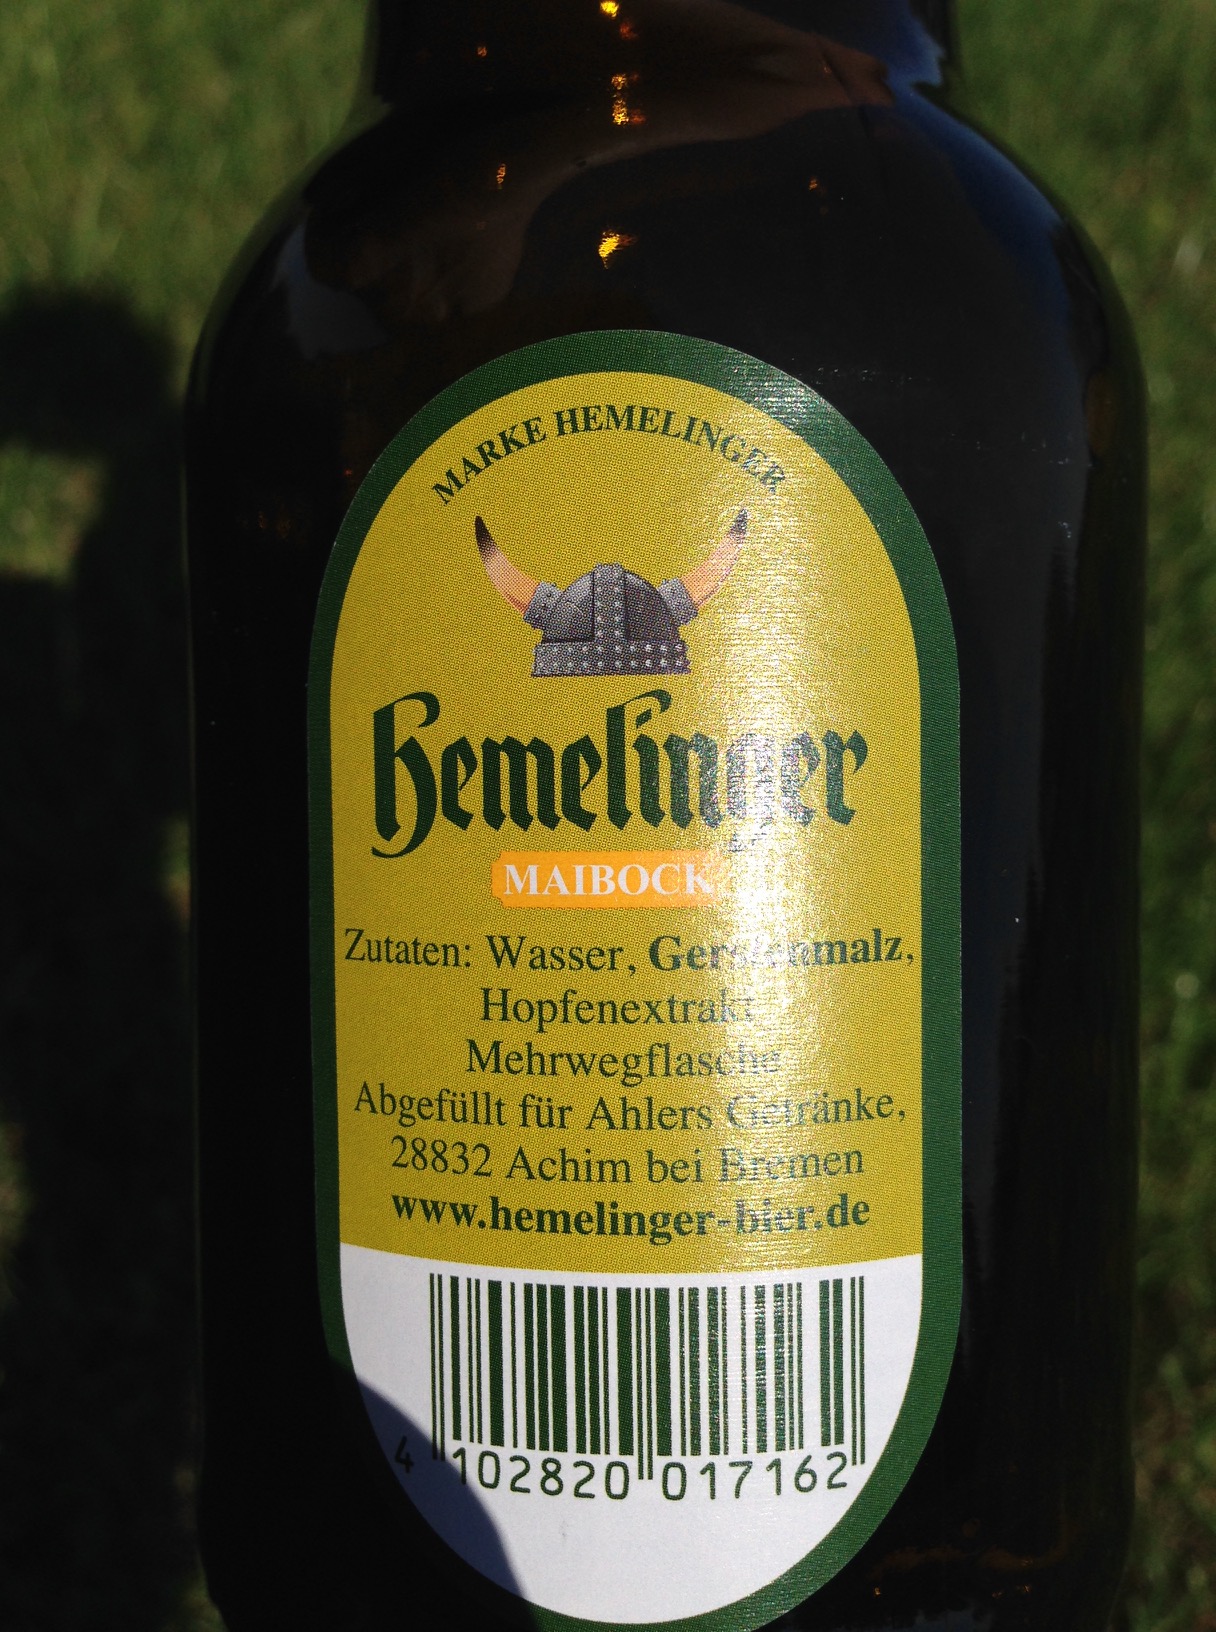 MARKE HEMELINGER
Hemelinger
MAIBOCK
Zutaten: Wasser, Gerstenmalz,
Hopfenextrakt
Mehrwegflasche
Abgefüllt für Ahlers Getränke,
28832 Achim bei Bremen
www.hemelinger-bier.de
4 102820 017162